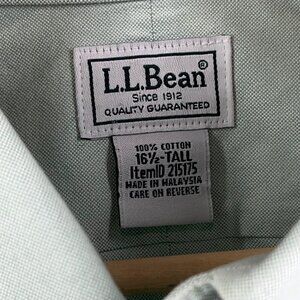 L.L.Bean®
Since 1912
QUALITY GUARANTEED
100% COTTON
16½-TALL
ItemID 215175
MADE IN MALAYSIA
CARE ON REVERSE